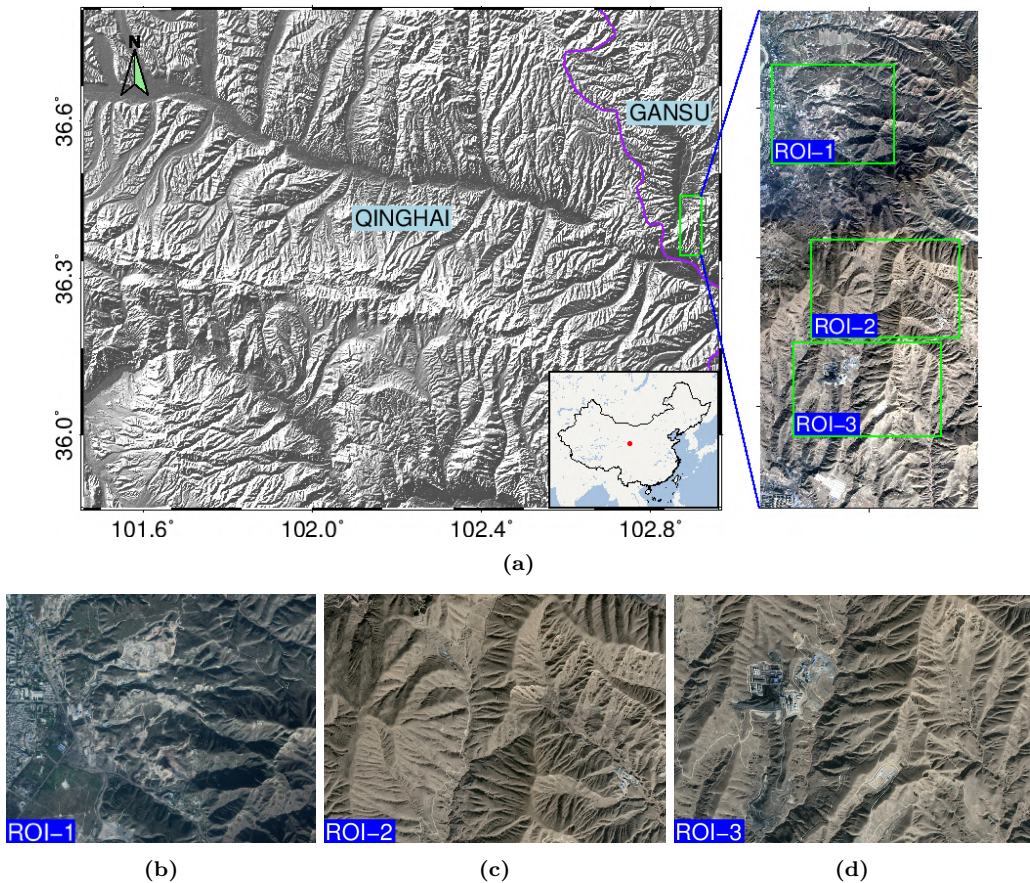 N
GANSU
QINGHAI
36.6°
36.3°
36.0°
101.6°
102.0°
102.4°
102.8°
ROI-1
ROI-2
ROI-3
(a)
ROI-1
ROI-2
ROI-3
(b)
(c)
(d)